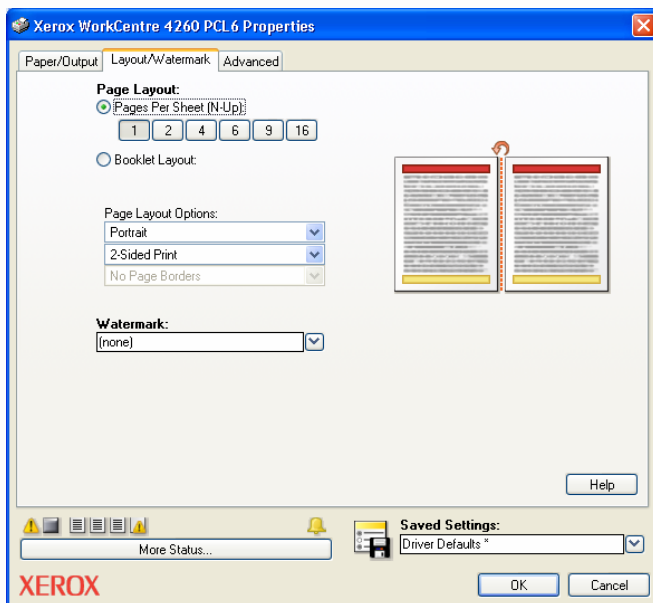 Xerox WorkCentre 4260 PCL6 Properties
Paper/Output Layout/Watermark Advanced
Page Layout:
Pages Per Sheet (N-Up):
1 2 4 6 9 16
Booklet Layout:
Page Layout Options:
Portrait
2-Sided Print
No Page Borders
Watermark:
(none)
Help
More Status...
Saved Settings:
Driver Defaults *
XEROX
OK Cancel